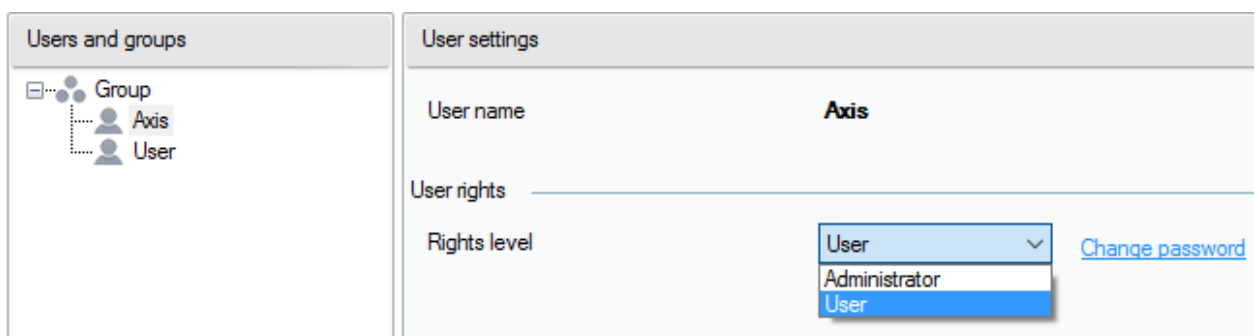 Users and groups
Group
Axis
User
User settings
User name Axis
User rights
Rights level User Change password
Administrator
User